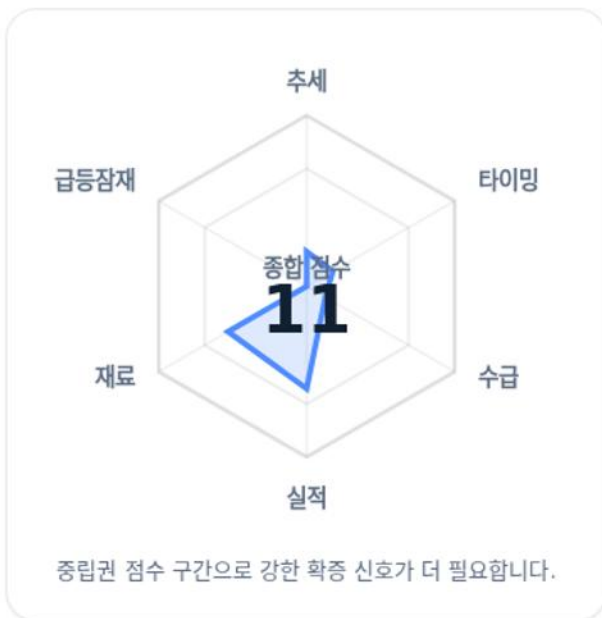 추세
급등잠재
타이밍
종합 점수
11
재료
수급
실적
중립권 점수 구간으로 강한 확증 신호가 더 필요합니다.